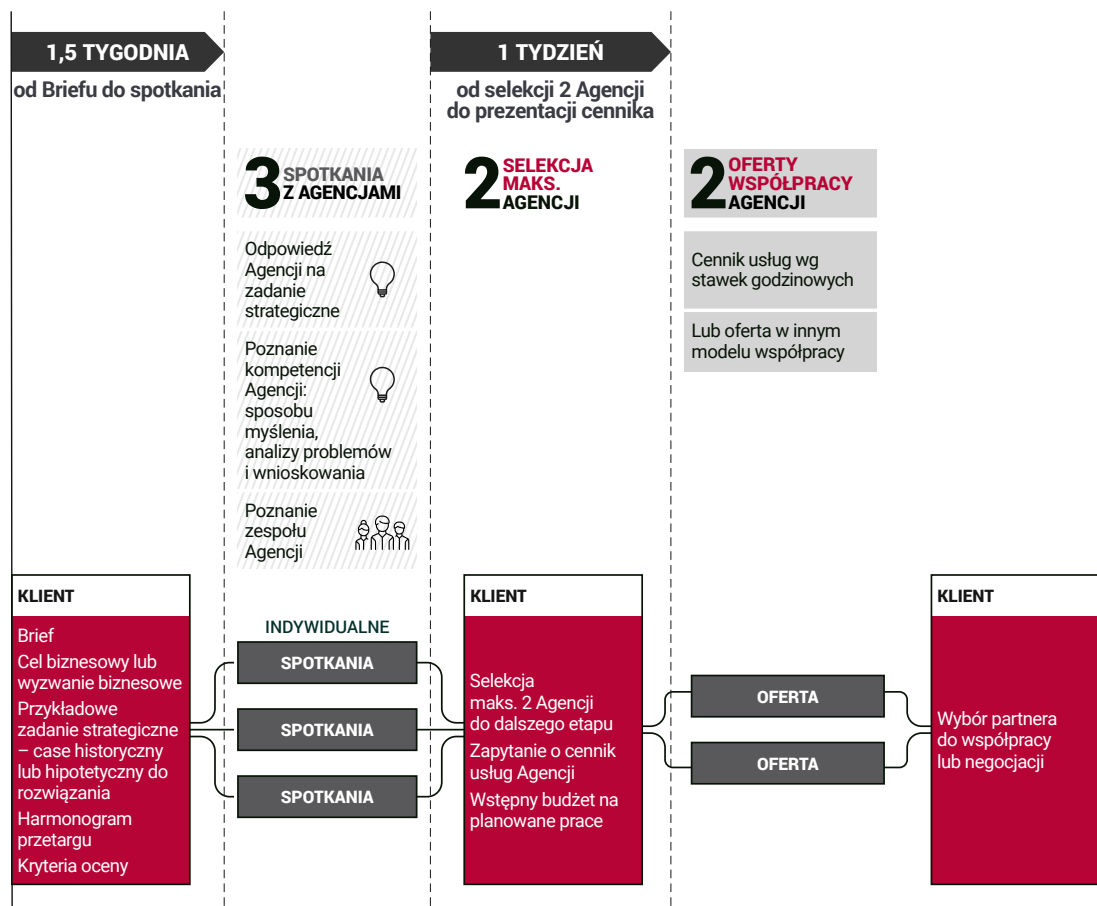 1,5 TYGODNIA
od Briefu do spotkania
1 TYDZIEŃ
od selekcji 2 Agencji
do prezentacji cennika
3 SPOTKANIA
Z AGENCJAMI
2 SELEKCJA
MAKS.
AGENCJI
2 OFERTY
WSPÓŁPRACY
AGENCJI
Odpowiedź
Agencji na
zadanie
strategiczne
Poznanie
kompetencji
Agencji:
sposobu
myślenia,
analizy problemów
i wnioskowania
Poznanie
zespołu
Agencji
Cennik usług wg
stawek godzinowych
Lub oferta w innym
modelu współpracy
KLIENT
Brief
Cel biznesowy lub
wyzwanie biznesowe
Przykładowe
zadanie strategiczne
– case historyczny
lub hipotetyczny do
rozwiązania
Harmonogram
przetargu
Kryteria oceny
INDYWIDUALNE
SPOTKANIA
SPOTKANIA
SPOTKANIA
KLIENT
Selekcja
maks. 2 Agencji
do dalszego etapu
Zapytanie o cennik
usług Agencji
Wstępny budżet na
planowane prace
OFERTA
OFERTA
KLIENT
Wybór partnera
do współpracy
lub negocjacji